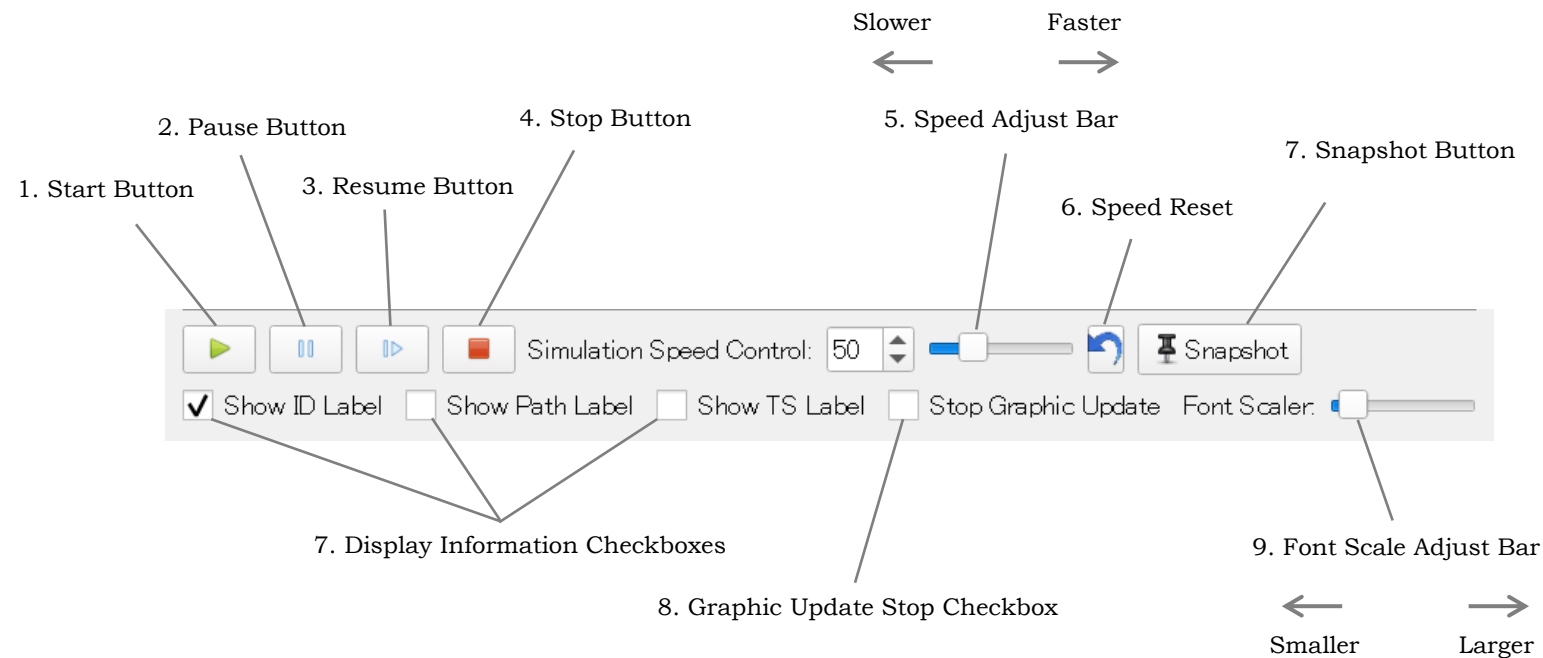 Slower Faster
4. Stop Button 5. Speed Adjust Bar
2. Pause Button
7. Snapshot Button
1. Start Button 3. Resume Button
6. Speed Reset
Simulation Speed Control: 50 Snapshot
Show ID Label Show Path Label Show TS Label Stop Graphic Update Font Scaler:
7. Display Information Checkboxes 9. Font Scale Adjust Bar
8. Graphic Update Stop Checkbox
Smaller Larger